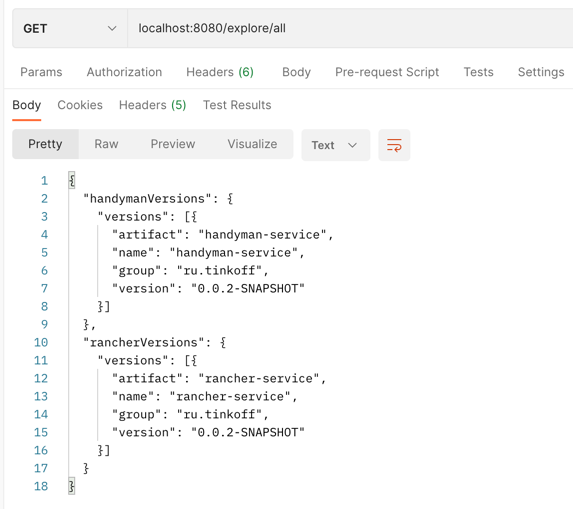 GET localhost:8080/explore/all
Params Authorization Headers (6) Body Pre-request Script Tests Settings
Body Cookies Headers (5) Test Results
Pretty Raw Preview Visualize Text
1 {
2 "handymanVersions": {
3 "versions": [{
4 "artifact": "handyman-service",
5 "name": "handyman-service",
6 "group": "ru.tinkoff",
7 "version": "0.0.2-SNAPSHOT"
8 }]
9 },
10 "rancherVersions": {
11 "versions": [{
12 "artifact": "rancher-service",
13 "name": "rancher-service",
14 "group": "ru.tinkoff",
15 "version": "0.0.2-SNAPSHOT"
16 }]
17 }
18 }